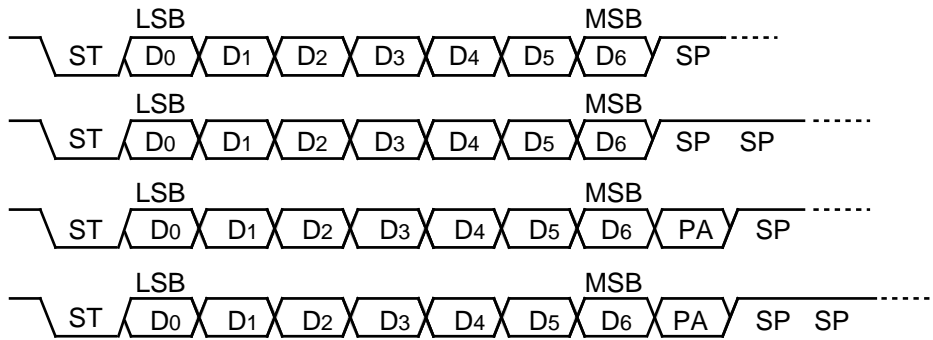 LSB MSB
ST D0 D1 D2 D3 D4 D5 D6 SP
LSB MSB
ST D0 D1 D2 D3 D4 D5 D6 SP SP
LSB MSB
ST D0 D1 D2 D3 D4 D5 D6 PA SP
LSB MSB
ST D0 D1 D2 D3 D4 D5 D6 PA SP SP